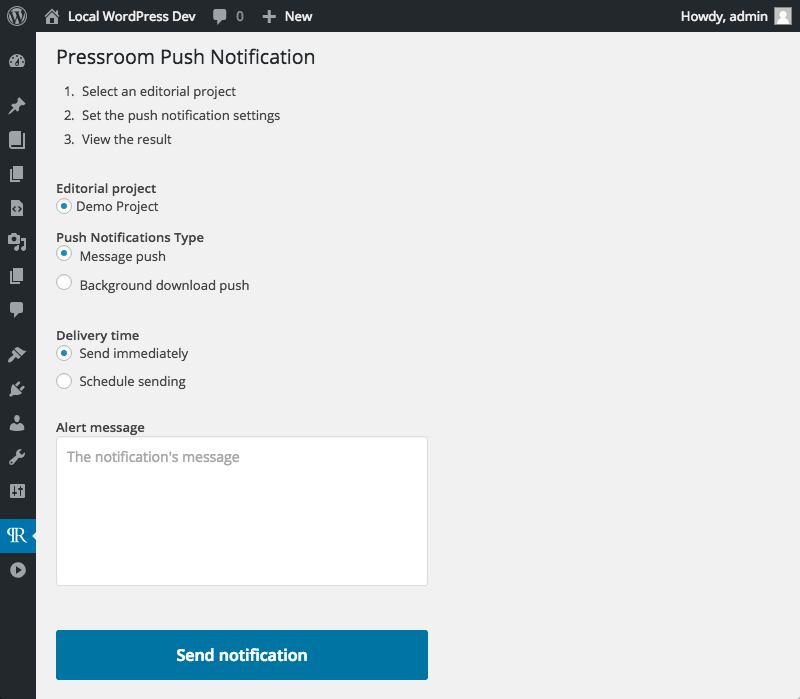 Local WordPress Dev 0 New Howdy, admin
Pressroom Push Notification
1. Select an editorial project
2. Set the push notification settings
3. View the result
Editorial project
Demo Project
Push Notifications Type
Message push
Background download push
Delivery time
Send immediately
Schedule sending
Alert message
The notification's message
Send notification